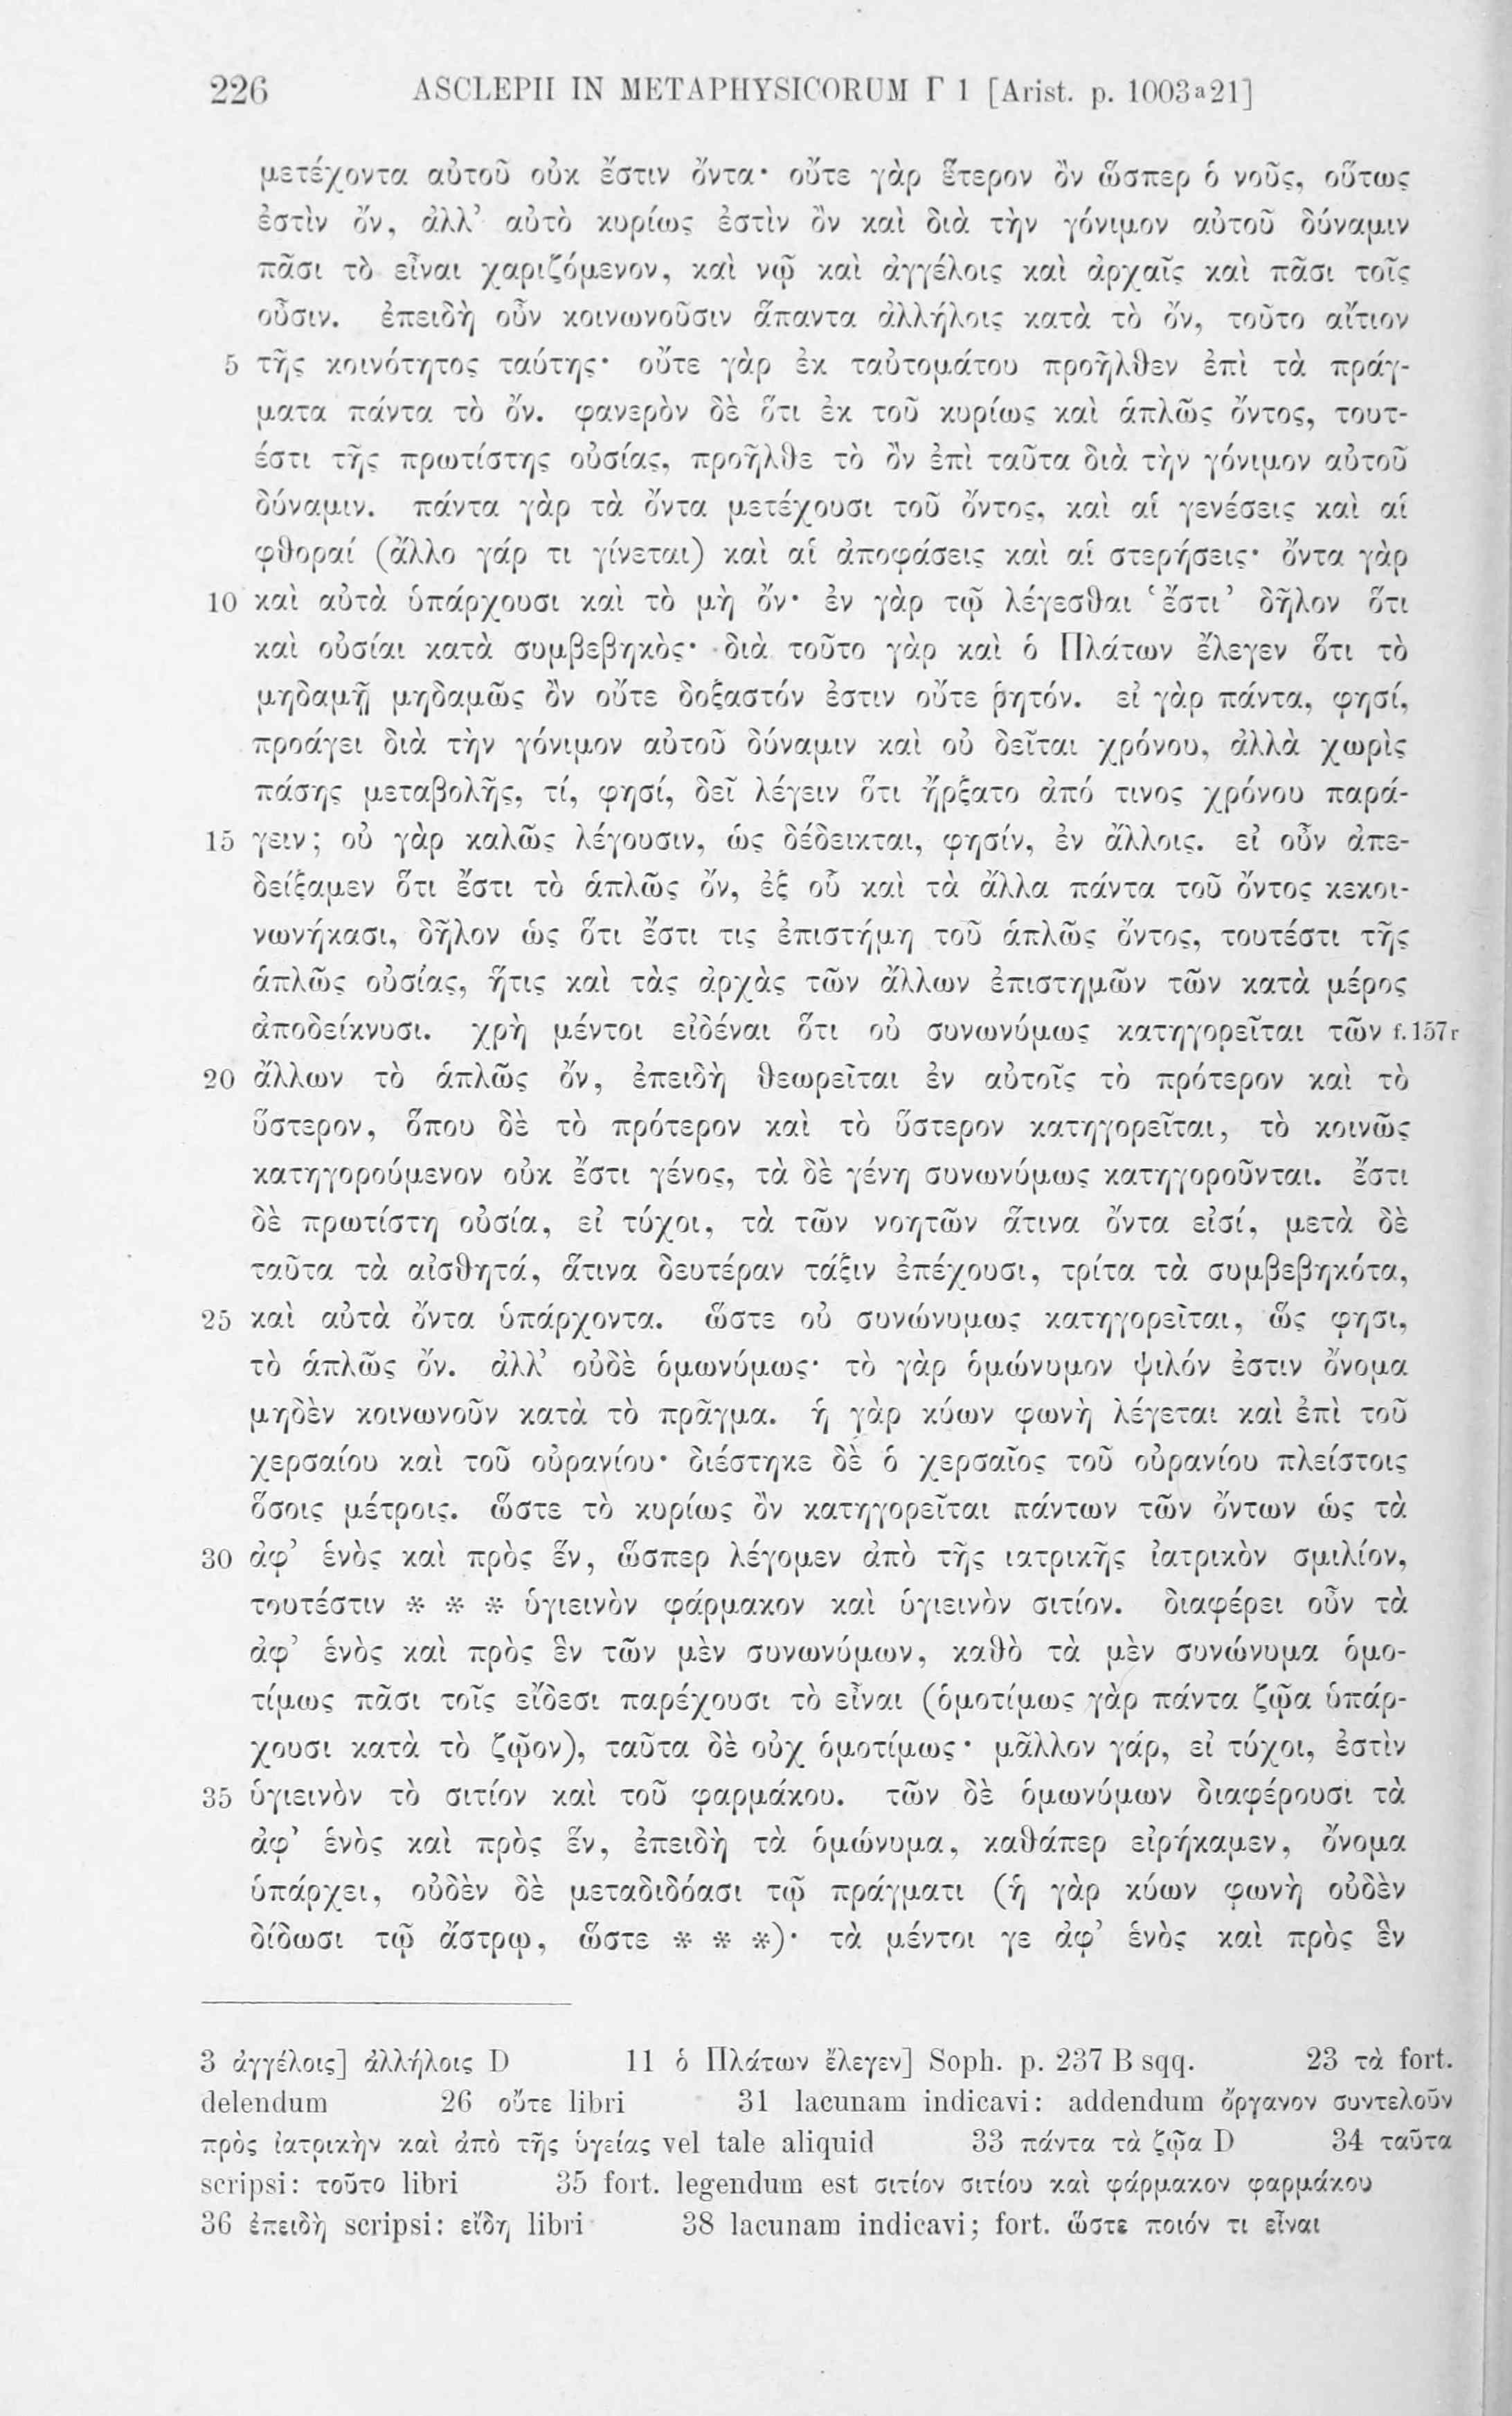 226 ASCLEPII IN METAPHYSICORUM Γ 1 [Arist. p. 1003a21]
μετέχοντα αὐτοῦ οὐκ ἔστιν ὄντα· οὔτε γὰρ ἕτερον ὂν ὥσπερ ὁ νοῦς, οὕτως
ἐστὶν ὄν, ἀλλ' αὐτὸ κυρίως ἐστὶν ὂν καὶ διὰ τὴν γόνιμον αὐτοῦ δύναμιν
πᾶσι τὸ εἶναι χαριζόμενον, καὶ νῷ καὶ ἀγγέλοις καὶ ἀρχαῖς καὶ πᾶσι τοῖς
οὖσιν. ἐπειδὴ οὖν κοινωνοῦσιν ἅπαντα ἀλλήλοις κατὰ τὸ ὄν, τοῦτο αἴτιον
5 τῆς κοινότητος ταύτης· οὔτε γὰρ ἐκ ταὐτομάτου προῆλθεν ἐπὶ τὰ πράγ-
ματα πάντα τὸ ὄν. φανερὸν δὲ ὅτι ἐκ τοῦ κυρίως καὶ ἁπλῶς ὄντος, τουτ-
έστι τῆς πρωτίστης οὐσίας, προῆλθε τὸ ὂν ἐπὶ ταῦτα διὰ τὴν γόνιμον αὐτοῦ
δύναμιν. πάντα γὰρ τὰ ὄντα μετέχουσι τοῦ ὄντος, καὶ αἱ γενέσεις καὶ αἱ
φθοραί (ἄλλο γάρ τι γίνεται) καὶ αἱ ἀποφάσεις καὶ αἱ στερήσεις· ὄντα γὰρ
10 καὶ αὐτὰ ὑπάρχουσι καὶ τὸ μὴ ὄν· ἐν γὰρ τῷ λέγεσθαι ‘ἔστι’ δῆλον ὅτι
καὶ οὐσίαι κατὰ συμβεβηκὸς· διὰ τοῦτο γὰρ καὶ ὁ Πλάτων ἔλεγεν ὅτι τὸ
μηδαμῇ μηδαμῶς ὂν οὔτε δοξαστόν ἐστιν οὔτε ῥητόν. εἰ γὰρ πάντα, φησί,
προάγει διὰ τὴν γόνιμον αὐτοῦ δύναμιν καὶ οὐ δεῖται χρόνου, ἀλλὰ χωρὶς
πάσης μεταβολῆς, τί, φησί, δεῖ λέγειν ὅτι ἤρξατο ἀπό τινος χρόνου παρά-
15 γειν; οὐ γὰρ καλῶς λέγουσιν, ὡς δέδεικται, φησίν, ἐν ἄλλοις. εἰ οὖν ἀπε-
δείξαμεν ὅτι ἔστι τὸ ἁπλῶς ὄν, ἐξ οὗ καὶ τὰ ἄλλα πάντα τοῦ ὄντος κεκοι-
νωνήκασι, δῆλον ὡς ὅτι ἔστι τις ἐπιστήμη τοῦ ἁπλῶς ὄντος, τουτέστι τῆς
ἁπλῶς οὐσίας, ἥτις καὶ τὰς ἀρχὰς τῶν ἄλλων ἐπιστημῶν τῶν κατὰ μέρος
ἀποδείκνυσι. χρὴ μέντοι εἰδέναι ὅτι οὐ συνωνύμως κατηγορεῖται τῶν f. 157r
20 ἄλλων τὸ ἁπλῶς ὄν, ἐπειδὴ θεωρεῖται ἐν αὐτοῖς τὸ πρότερον καὶ τὸ
ὕστερον, ὅπου δὲ τὸ πρότερον καὶ τὸ ὕστερον κατηγορεῖται, τὸ κοινῶς
κατηγορούμενον οὐκ ἔστι γένος, τὰ δὲ γένη συνωνύμως κατηγοροῦνται. ἔστι
δὲ πρωτίστη οὐσία, εἰ τύχοι, τὰ τῶν νοητῶν ἅτινα ὄντα εἰσί, μετὰ δὲ
ταῦτα τὰ αἰσθητά, ἅτινα δευτέραν τάξιν ἐπέχουσι, τρίτα τὰ συμβεβηκότα,
25 καὶ αὐτὰ ὄντα ὑπάρχοντα. ὥστε οὐ συνώνυμως κατηγορεῖται, ὥς φησι,
τὸ ἁπλῶς ὄν. ἀλλ' οὐδὲ ὁμωνύμως· τὸ γὰρ ὁμώνυμον ψιλόν ἐστιν ὄνομα
μηδὲν κοινωνοῦν κατὰ τὸ πρᾶγμα. ἡ γὰρ κύων φωνὴ λέγεται καὶ ἐπὶ τοῦ
χερσαίου καὶ τοῦ οὐρανίου· διέστηκε δὲ ὁ χερσαῖος τοῦ οὐρανίου πλείστοις
ὅσοις μέτροις. ὥστε τὸ κυρίως ὂν κατηγορεῖται πάντων τῶν ὄντων ὡς τὰ
30 ἀφ' ἑνὸς καὶ πρὸς ἕν, ὥσπερ λέγομεν ἀπὸ τῆς ιατρικῆς ἰατρικὸν σμιλίον,
τουτέστιν * * * ὑγιεινὸν φάρμακον καὶ ὑγιεινὸν σιτίον. διαφέρει οὖν τὰ
ἀφ' ἑνὸς καὶ πρὸς ἓν τῶν μὲν συνωνύμων, καθὸ τὰ μὲν συνώνυμα ὁμο-
τίμως πᾶσι τοῖς εἴδεσι παρέχουσι τὸ εἶναι (ὁμοτίμως γὰρ πάντα ζῷα ὑπάρ-
χουσι κατὰ τὸ ζῷον), ταῦτα δὲ οὐχ ὁμοτίμως· μᾶλλον γάρ, εἰ τύχοι, ἐστὶν
35 ὑγιεινὸν τὸ σιτίον καὶ τοῦ φαρμάκου. τῶν δὲ ὁμωνύμων διαφέρουσι τὰ
ἀφ' ἑνὸς καὶ πρὸς ἕν, ἐπειδὴ τὰ ὁμώνυμα, καθάπερ εἰρήκαμεν, ὄνομα
ὑπάρχει, οὐδὲν δὲ μεταδιδόασι τῷ πράγματι (ἡ γὰρ κύων φωνὴ οὐδὲν
δίδωσι τῷ ἄστρῳ, ὥστε * * *)· τὰ μέντοι γε ἀφ' ἑνὸς καὶ πρὸς ἓν
3 ἀγγέλοις] ἀλλήλοις D 11 ὁ Πλάτων ἔλεγεν] Soph. p. 237 B sqq. 23 τὰ fort.
delendum 26 οὔτε libri 31 lacunam indicavi: addendum ὄργανον συντελοῦν
πρὸς ἰατρικὴν καὶ ἀπὸ τῆς ὑγείας vel tale aliquid 33 πάντα τὰ ζῷα D 34 ταῦτα
scripsi: τοῦτο libri 35 fort. legendum est σιτίον σιτίου καὶ φάρμακον φαρμάκου
36 ἐπειδὴ scripsi: εἴδη libri 38 lacunam indicavi; fort. ὥστε ποιόν τι εἶναι